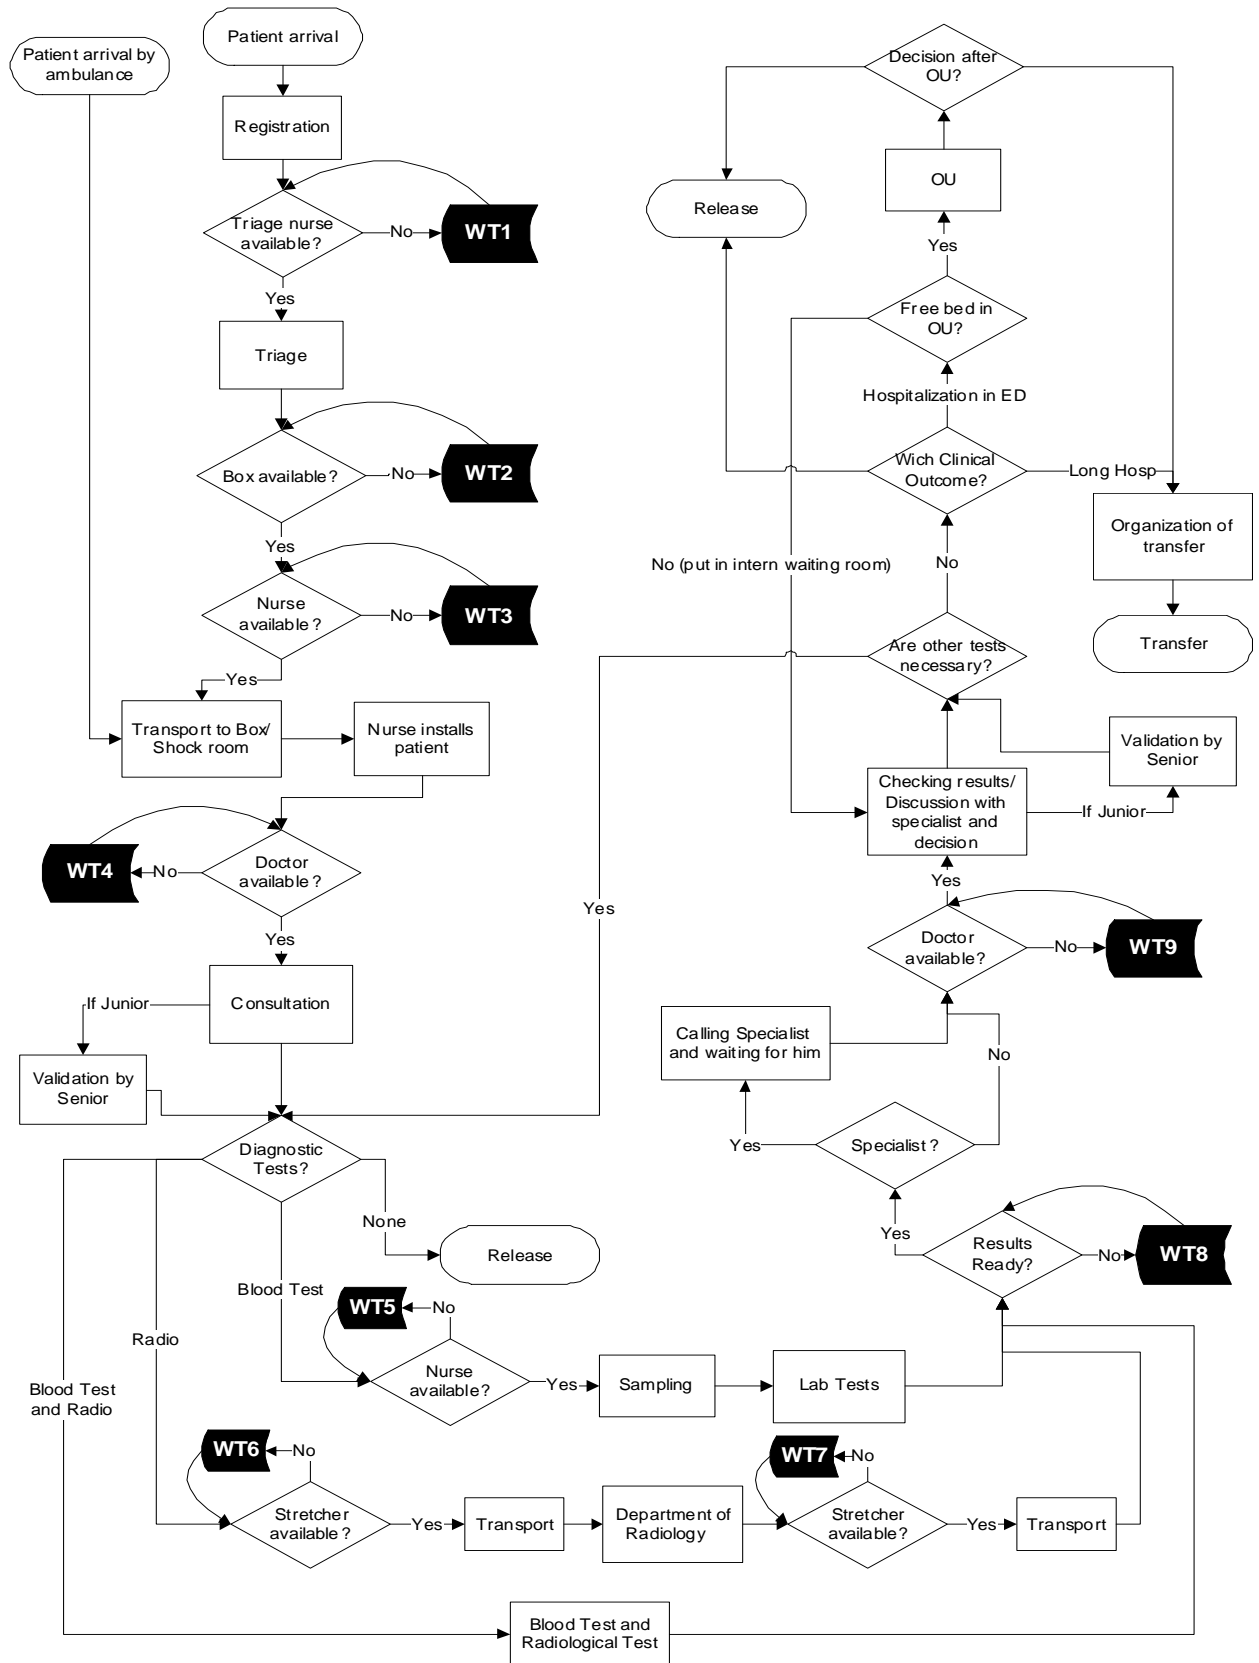 Patient arrival
Patient arrival by
ambulance
Registration
Triage nurse
available?
No
WT1
Yes
Triage
Box available?
No
WT2
Yes
Nurse
available?
No
WT3
Yes
Transport to Box/
Shock room
Nurse installs
patient
WT4
No
Doctor
available?
Yes
Consultation
If Junior
Validation by
Senior
Diagnostic
Tests?
None
Release
Blood Test
Radio
Blood Test
and Radio
WT5
No
Nurse
available?
Yes
Sampling
Lab Tests
WT6
No
Stretcher
available?
Yes
Transport
Department of
Radiology
WT7
No
Stretcher
available?
Yes
Transport
Blood Test and
Radiological Test
Decision after
OU?
OU
Release
Yes
Free bed in
OU?
Hospitalization in ED
Wich Clinical
Outcome?
Long Hosp
Organization of
transfer
Transfer
No (put in intern waiting room)
No
Are other tests
necessary?
Yes
Validation by
Senior
Checking results/
Discussion with
specialist and
decision
If Junior
Yes
Doctor
available?
No
WT9
Calling Specialist
and waiting for him
No
Yes
Specialist?
Yes
Results
Ready?
No
WT8